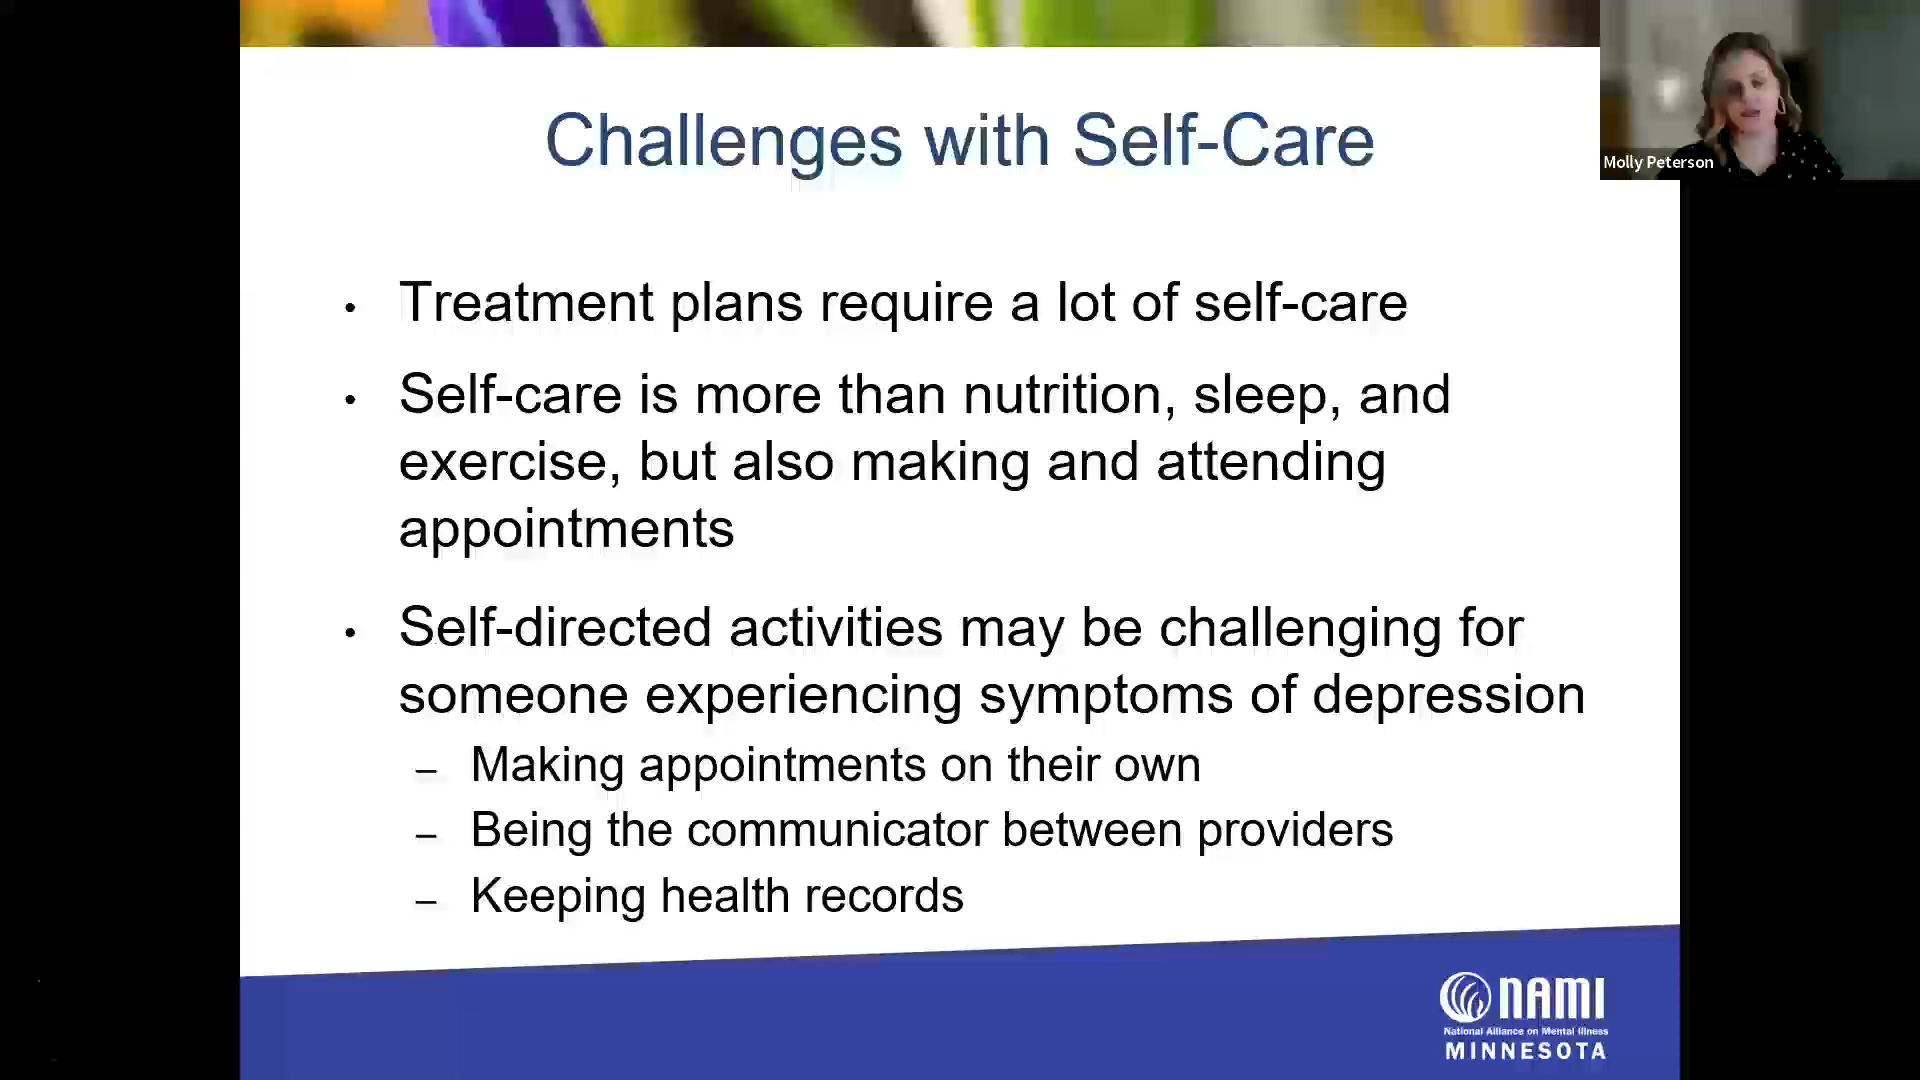 Challenges with Self-Care
Molly Peterson
• Treatment plans require a lot of self-care
• Self-care is more than nutrition, sleep, and
exercise, but also making and attending
appointments
• Self-directed activities may be challenging for
someone experiencing symptoms of depression
– Making appointments on their own
– Being the communicator between providers
– Keeping health records
NAMI
National Alliance on Mental Illness
MINNESOTA